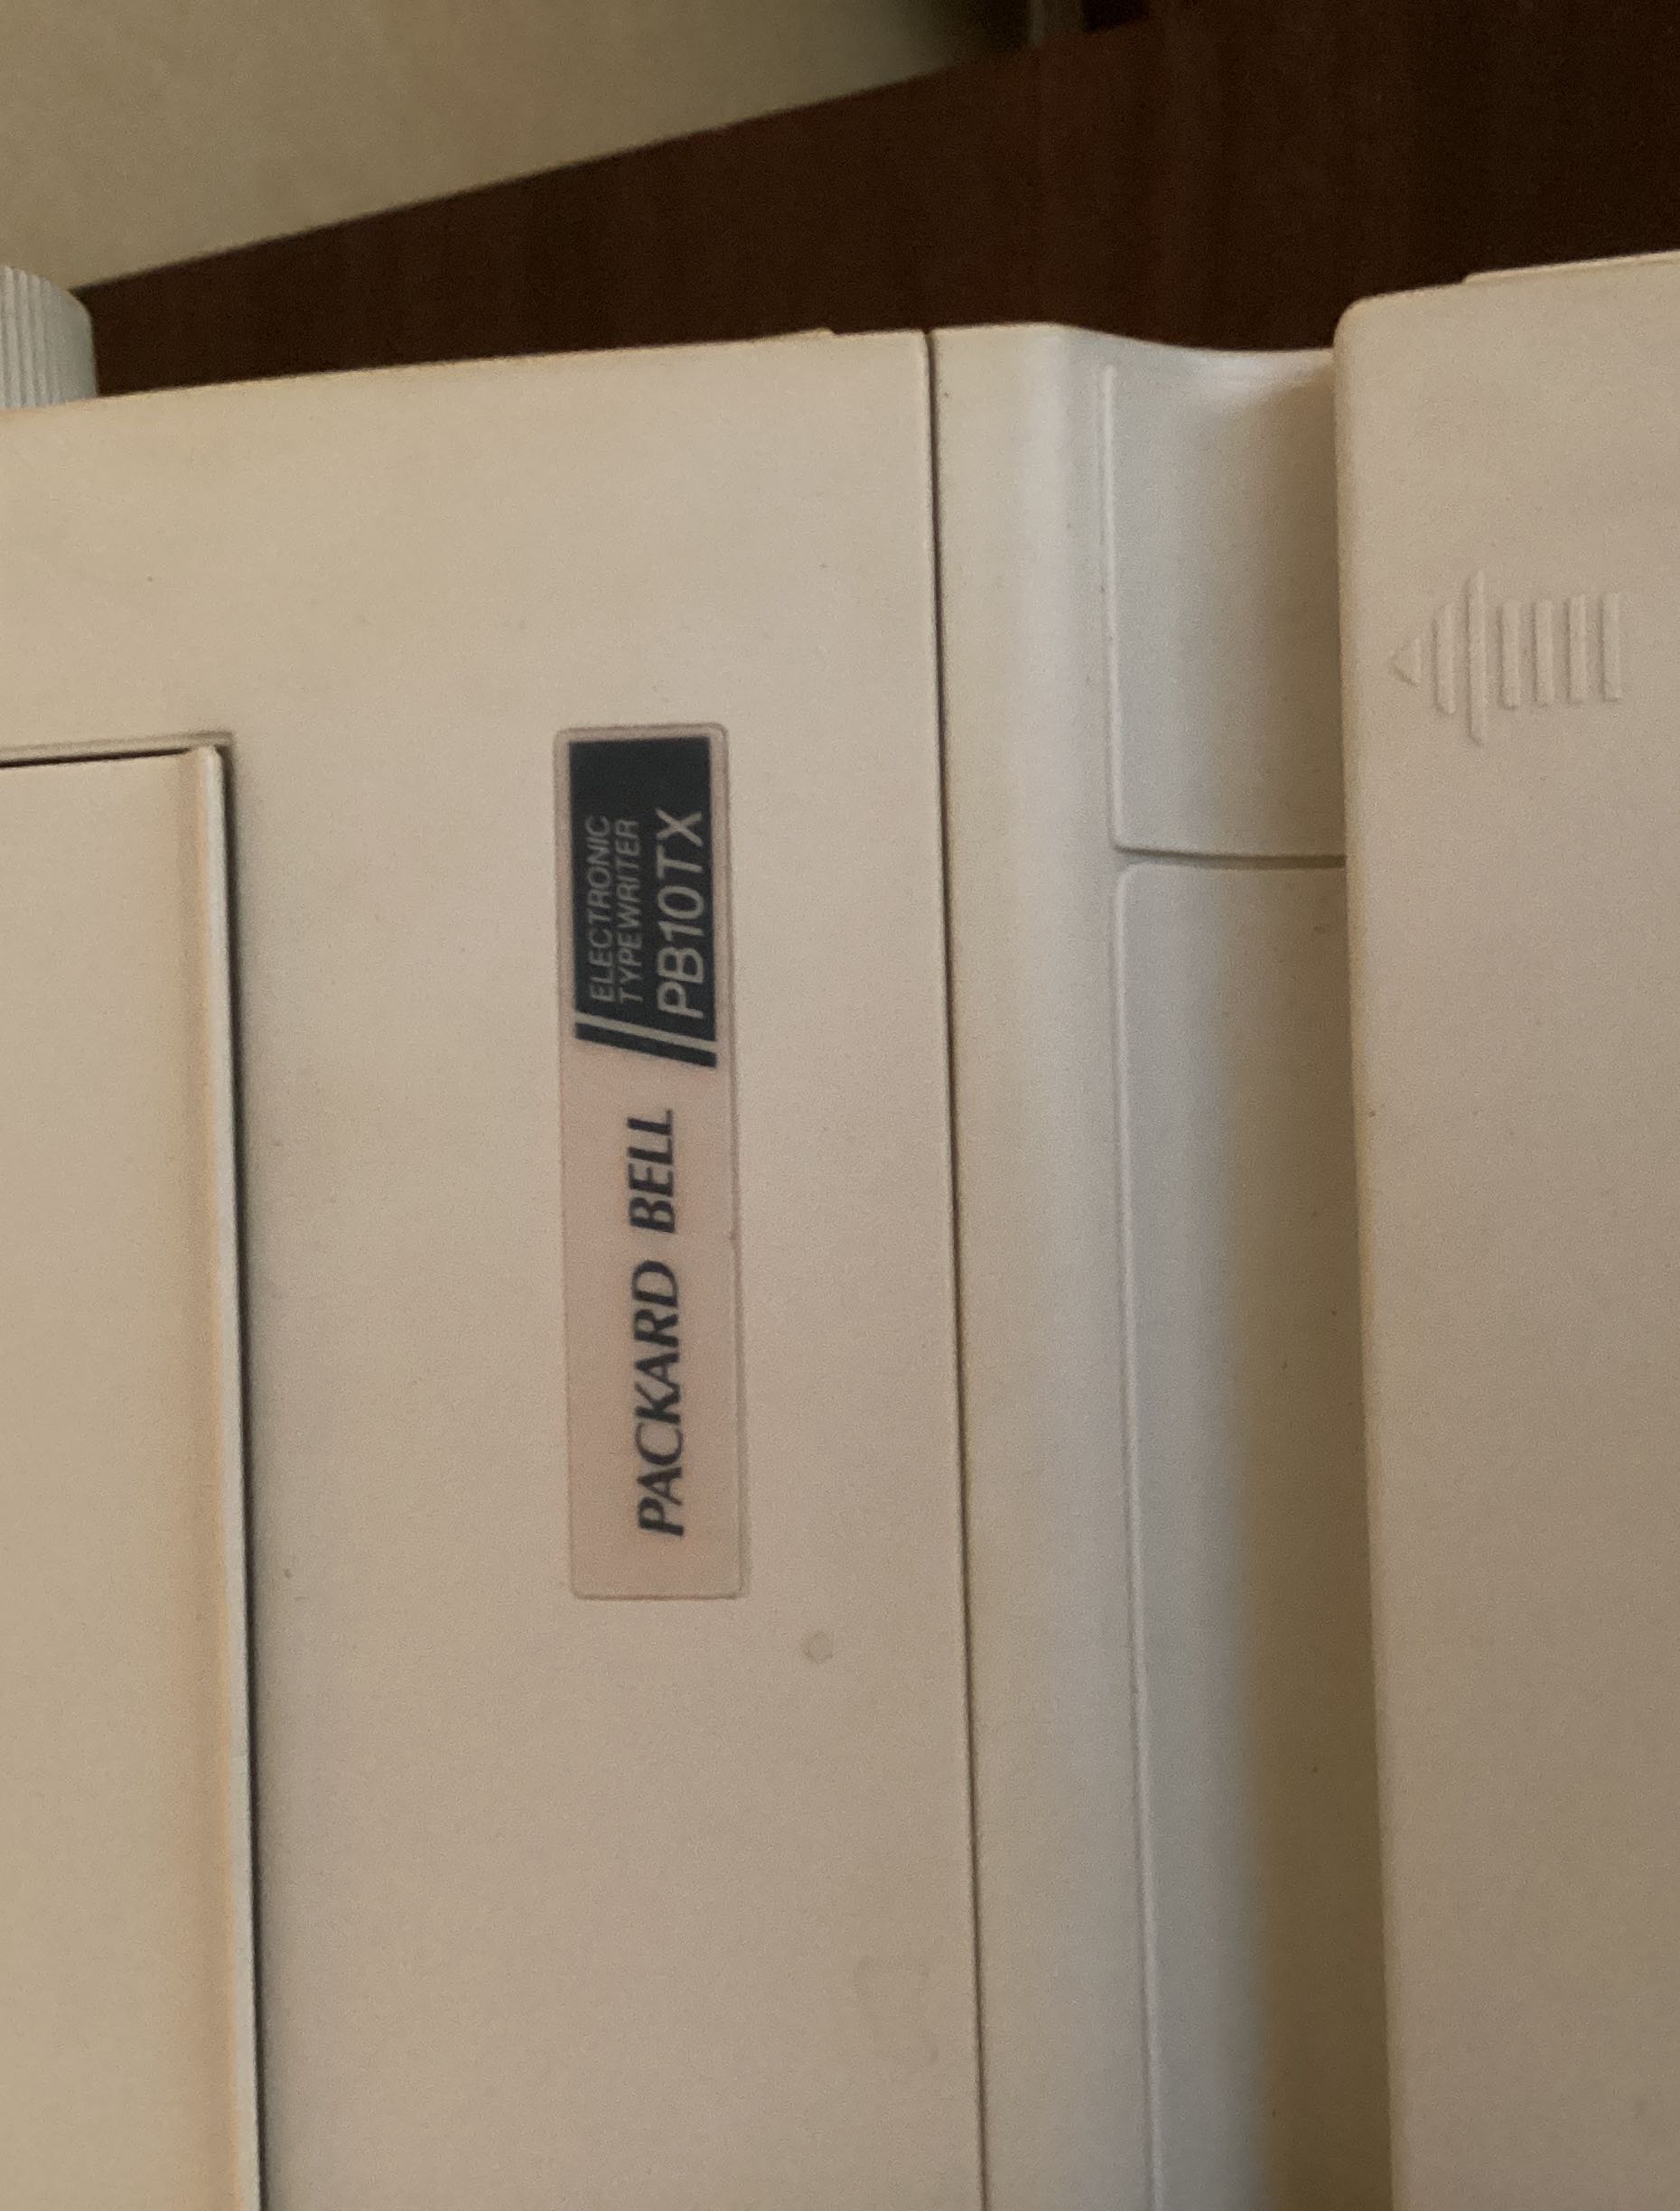 PACKARD BELL
ELECTRONIC
TYPEWRITER
PB10TX